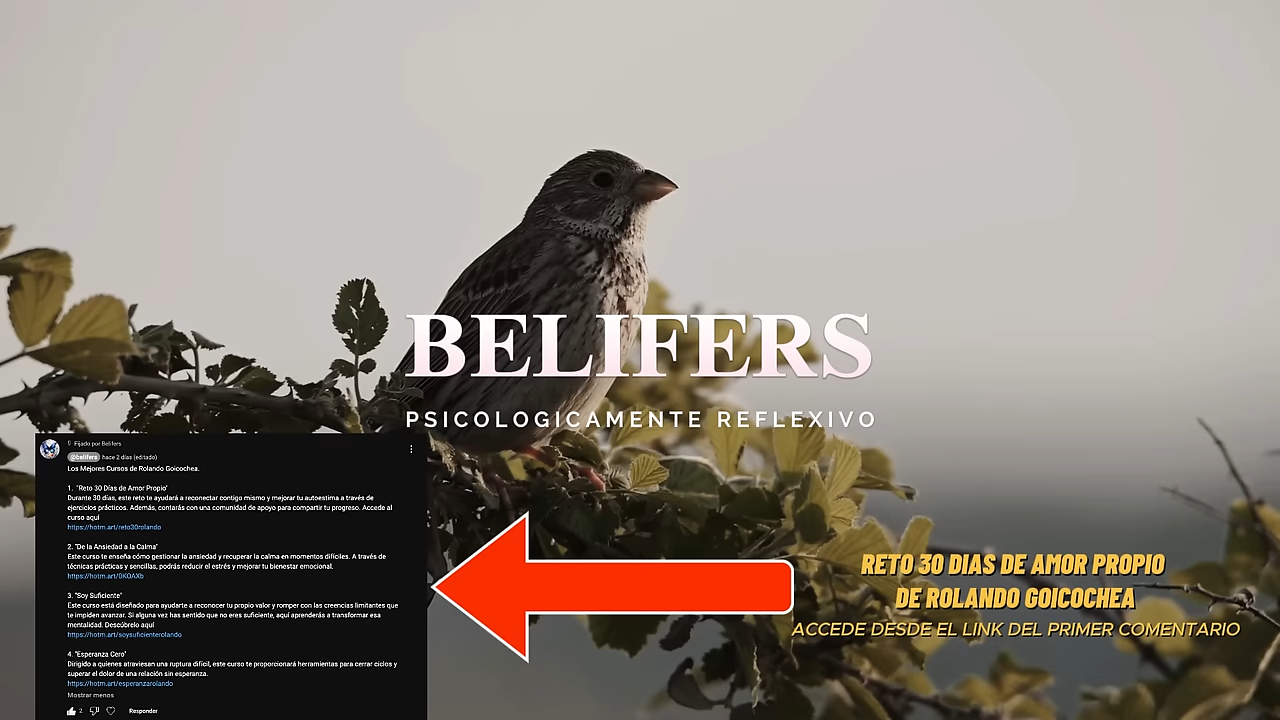 BELIFERS
PSICOLOGICAMENTE REFLEXIVO
Fijado por Belifers
@belifers hace 2 días (editado)
Los Mejores Cursos de Rolando Goicochea.
1. "Reto 30 Días de Amor Propio"
Durante 30 días, este reto te ayudará a reconectar contigo mismo y mejorar tu autoestima a través de
ejercicios prácticos. Además, contarás con una comunidad de apoyo para compartir tu progreso. Accede al
curso aquí
https://hotm.art/reto30rolando
2. "De la Ansiedad a la Calma"
Este curso te enseña cómo gestionar la ansiedad y recuperar la calma en momentos difíciles. A través de
técnicas prácticas y sencillas, podrás reducir el estrés y mejorar tu bienestar emocional.
https://hotm.art/0K0AXb
3. "Soy Suficiente"
Este curso está diseñado para ayudarte a reconocer tu propio valor y romper con las creencias limitantes que
te impiden avanzar. Si alguna vez has sentido que no eres suficiente, aquí aprenderás a transformar esa
mentalidad. Descúbrelo aquí
https://hotm.art/soysuficienterolando
4. "Esperanza Cero"
Dirigido a quienes atraviesan una ruptura difícil, este curso te proporcionará herramientas para cerrar ciclos y
superar el dolor de una relación sin esperanza.
https://hotm.art/esperanzarolando
Mostrar menos
2 Responder
RETO 30 DIAS DE AMOR PROPIO
DE ROLANDO GOICOCHEA
ACCEDE DESDE EL LINK DEL PRIMER COMENTARIO